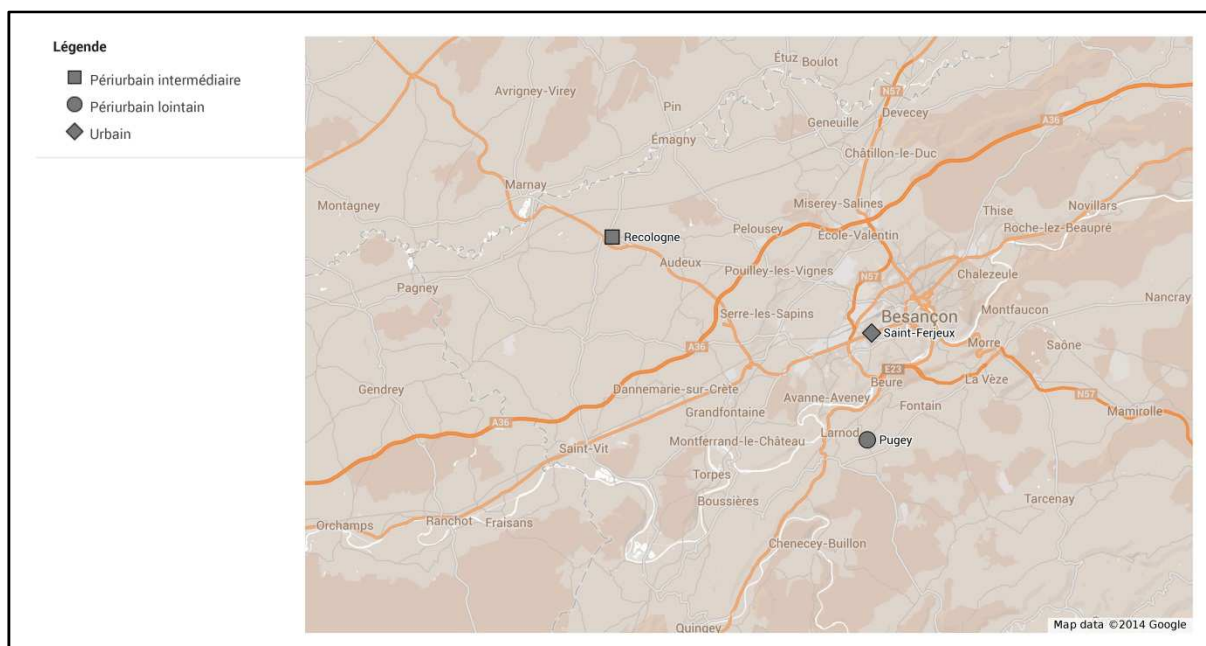 Légende
Périurbain intermédiaire
Périurbain lointain
Urbain
Étuz
Boulot
Avrigney-Virey
N57
Pin
Devecey
Geneuille
A36
Émagny
Châtillon-le-Duc
Marnay
Montagney
Miserey-Salines
Novillars
Thise
Pelousey
École-Valentin
Roche-lez-Beaupré
Recologne
Audeux
Pouilley-les-Vignes
Chalezeule
N57
Pagney
Nancray
Montfaucon
Serre-les-Sapins
Besançon
Saint-Ferjeux
Morre
Saône
A36
E23
La Vèze
Gendrey
Dannemarie-sur-Crète
Beure
N57
Avanne-Aveney
Fontain
Mamirolle
Grandfontaine
A36
Larnod
Pugey
Saint-Vit
Montferrand-le-Château
Torpes
Tarcenay
Boussières
Orchamps
Ranchot
Fraisans
Chenecey-Buillon
Quingey
Map data ©2014 Google